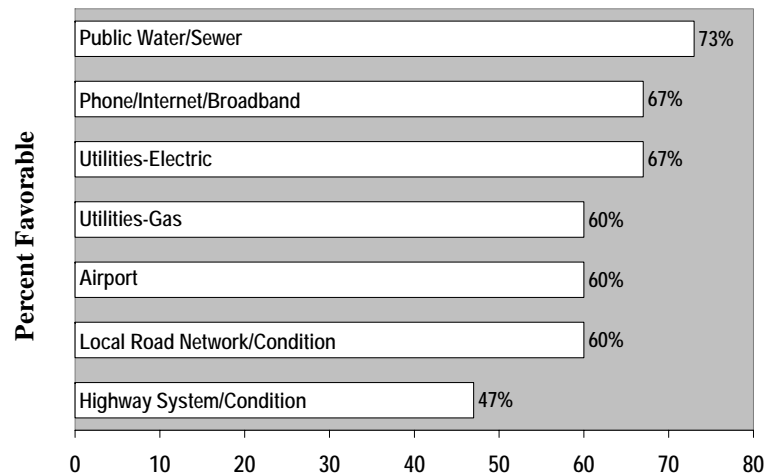 Public Water/Sewer 73%
Phone/Internet/Broadband 67%
Utilities-Electric 67%
Utilities-Gas 60%
Airport 60%
Local Road Network/Condition 60%
Highway System/Condition 47%
Percent Favorable
0 10 20 30 40 50 60 70 80